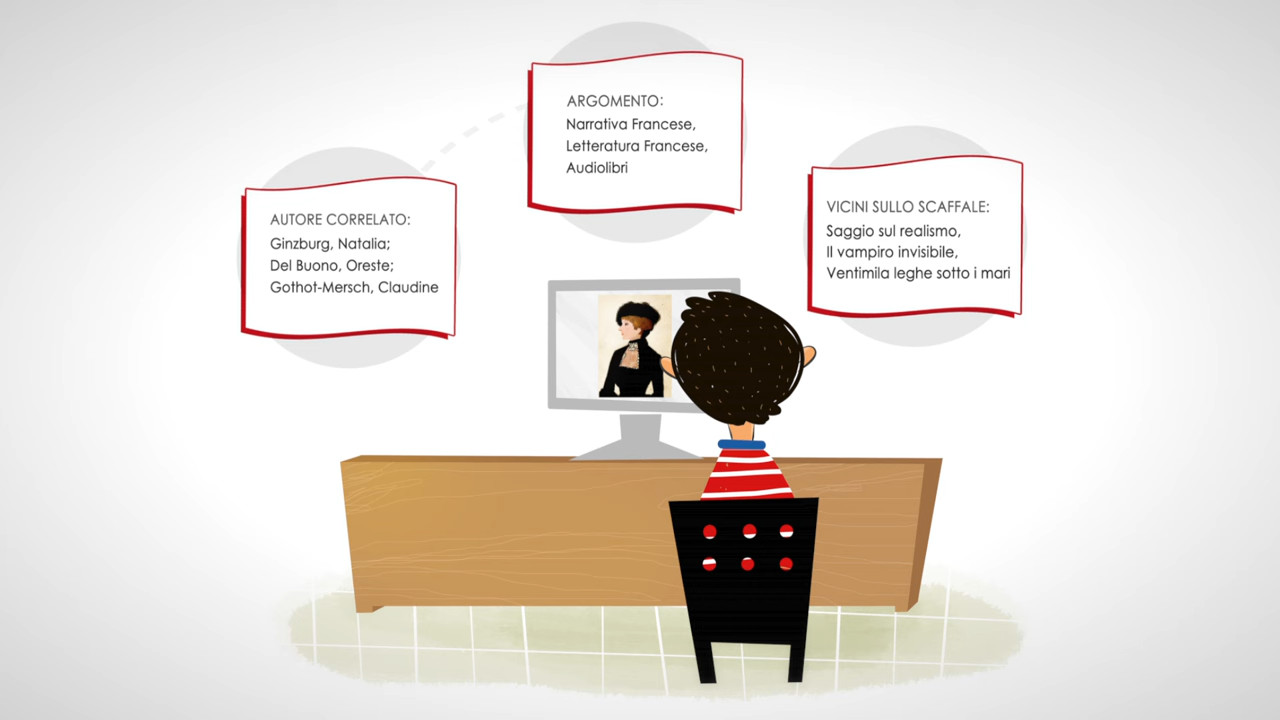 AUTORE CORRELATO:
Ginzburg, Natalia;
Del Buono, Oreste;
Gothot-Mersch, Claudine
ARGOMENTO:
Narrativa Francese,
Letteratura Francese,
Audiolibri
VICINI SULLO SCAFFALE:
Saggio sul realismo,
Il vampiro invisibile,
Ventimila leghe sotto i mari